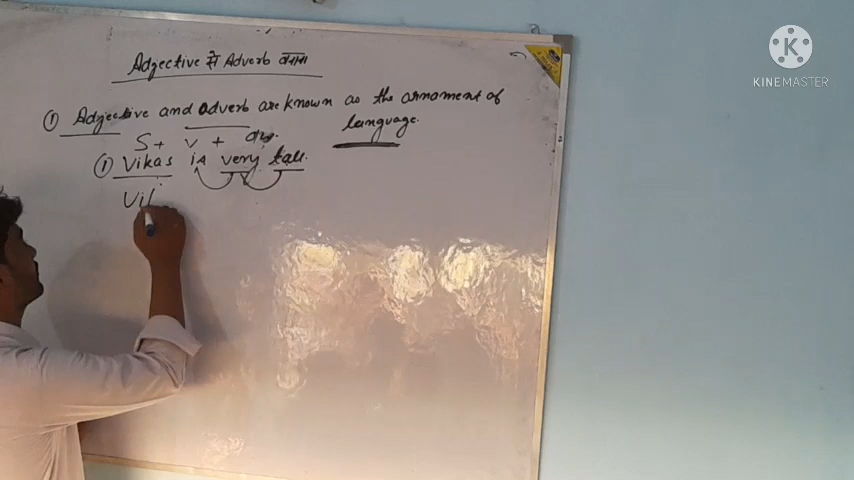 Adjective से Adverb बनाना
① Adjective and adverb are known as the ornament of
language.
S + V +
① Vikas is very tall.
Vi
KINEMASTER